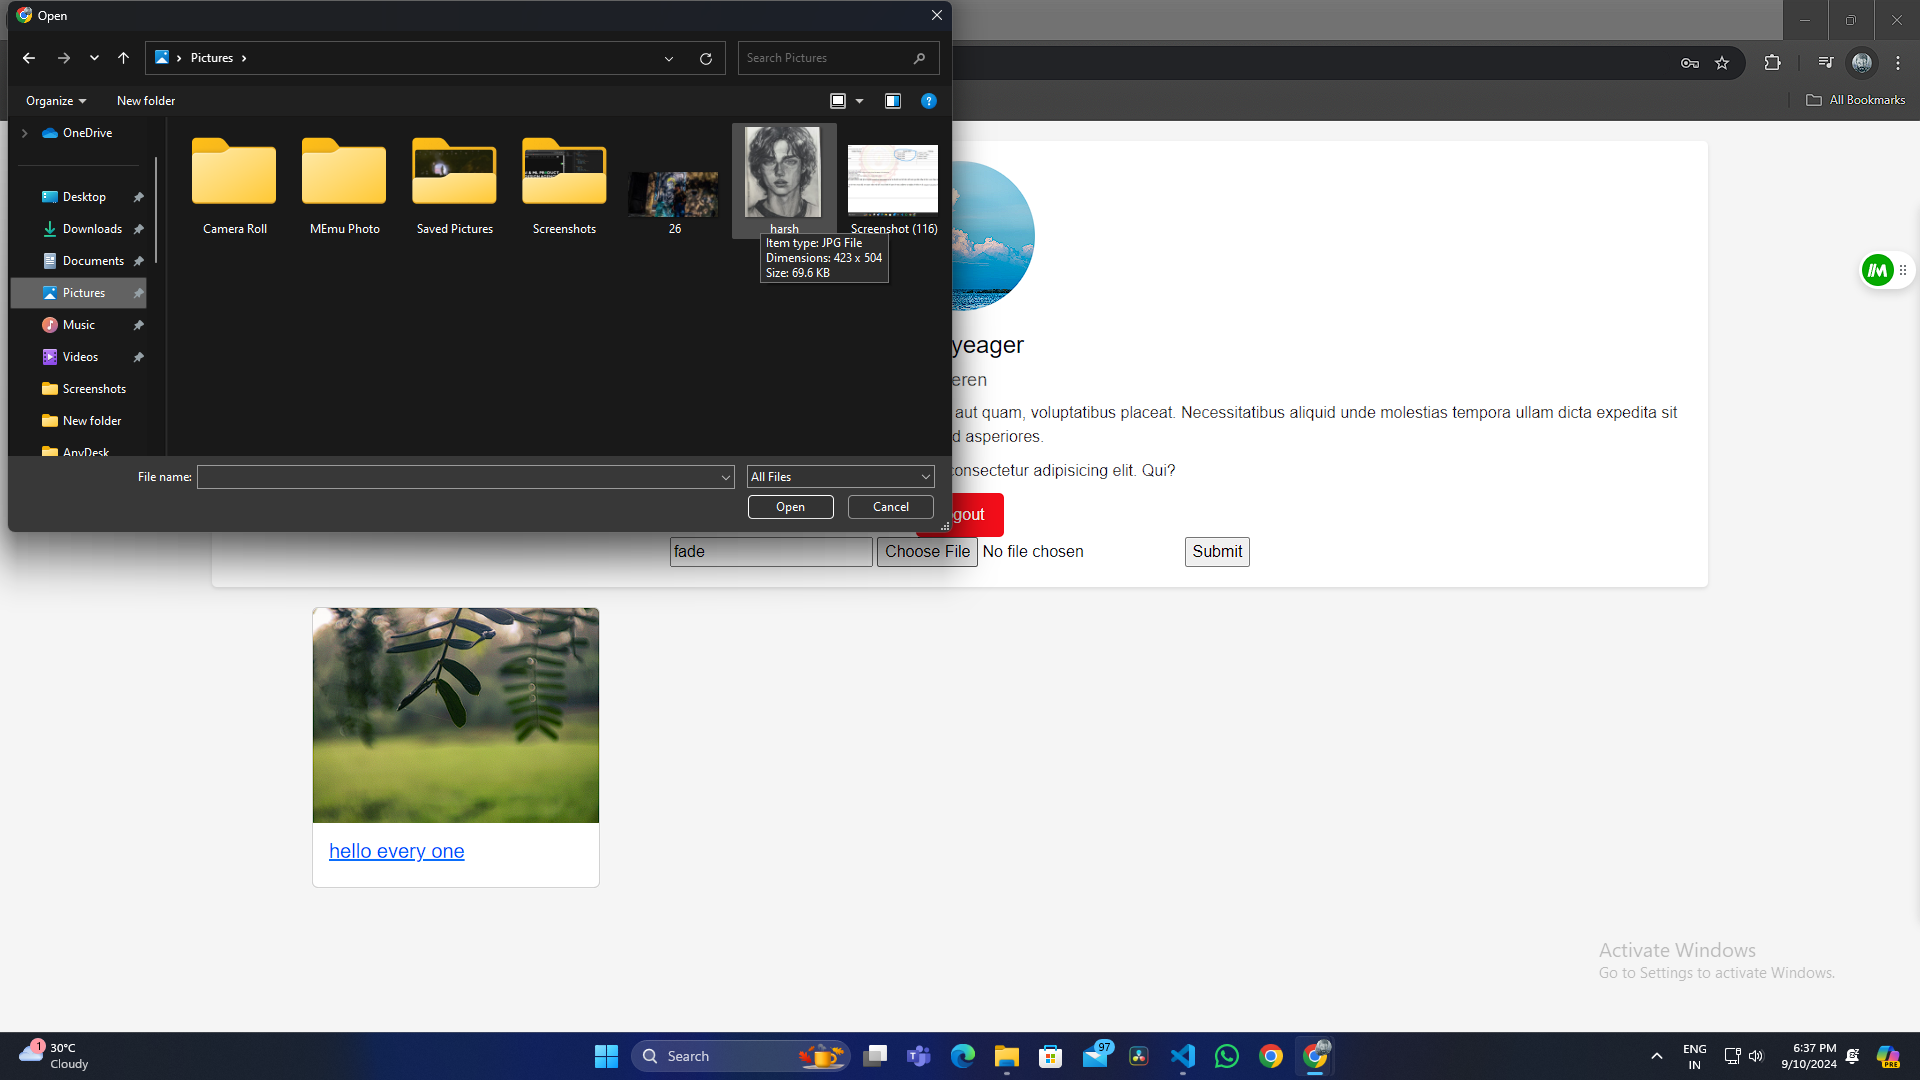 Open
Pictures
Search Pictures
Organize
New folder
All Bookmarks
OneDrive
Desktop
Downloads
Documents
Pictures
Music
Videos
Screenshots
New folder
AnyDesk
Camera Roll
MEmu Photo
Saved Pictures
Screenshots
26
harsh
Screenshot (116)
Item type: JPG File
Dimensions: 423 x 504
Size: 69.6 KB
File name:
All Files
Open
Cancel
yeager
eren
aut quam, voluptatibus placeat. Necessitatibus aliquid unde molestias tempora ullam dicta expedita sit
d asperiores.
consectetur adipisicing elit. Qui?
gout
fade
Choose File No file chosen
Submit
hello every one
Activate Windows
Go to Settings to activate Windows.
1
30°C
Cloudy
Search
97
ENG
IN
6:37 PM
9/10/2024
PRE